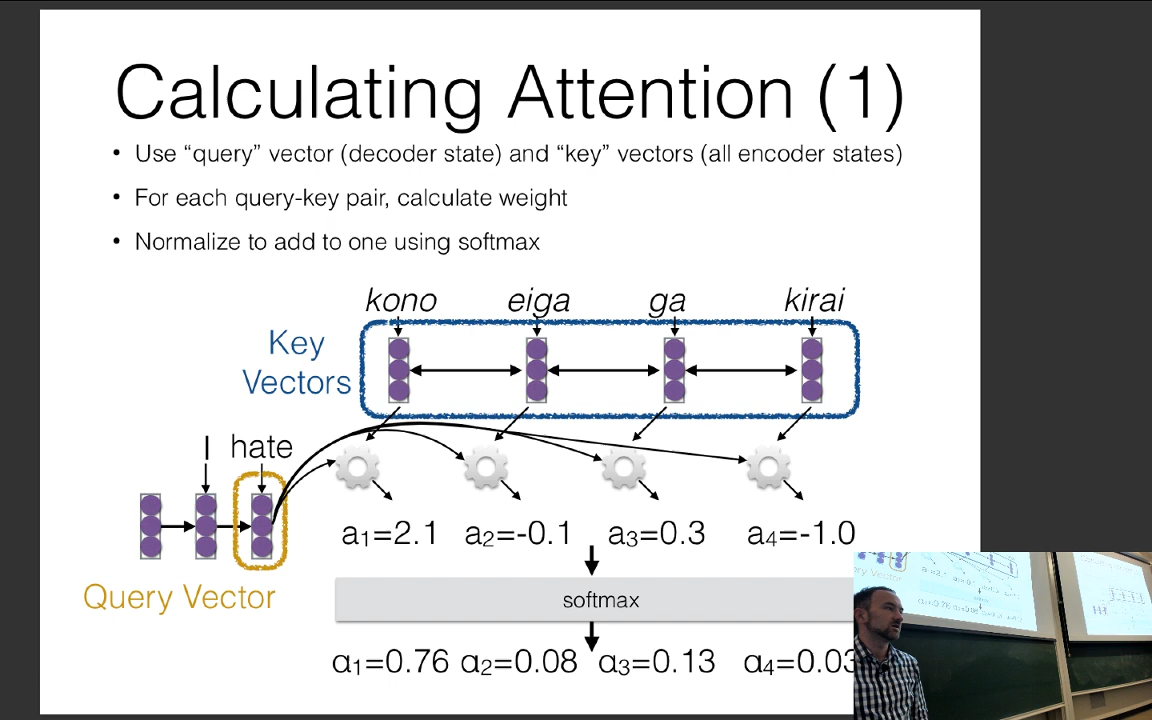 Calculating Attention (1)
• Use “query” vector (decoder state) and “key” vectors (all encoder states)
• For each query-key pair, calculate weight
• Normalize to add to one using softmax
kono eiga ga kirai
Key
Vectors
I hate
Query Vector
a₁=2.1 a₂=-0.1 a₃=0.3 a₄=-1.0
softmax
α₁=0.76 α₂=0.08 α₃=0.13 α₄=0.03